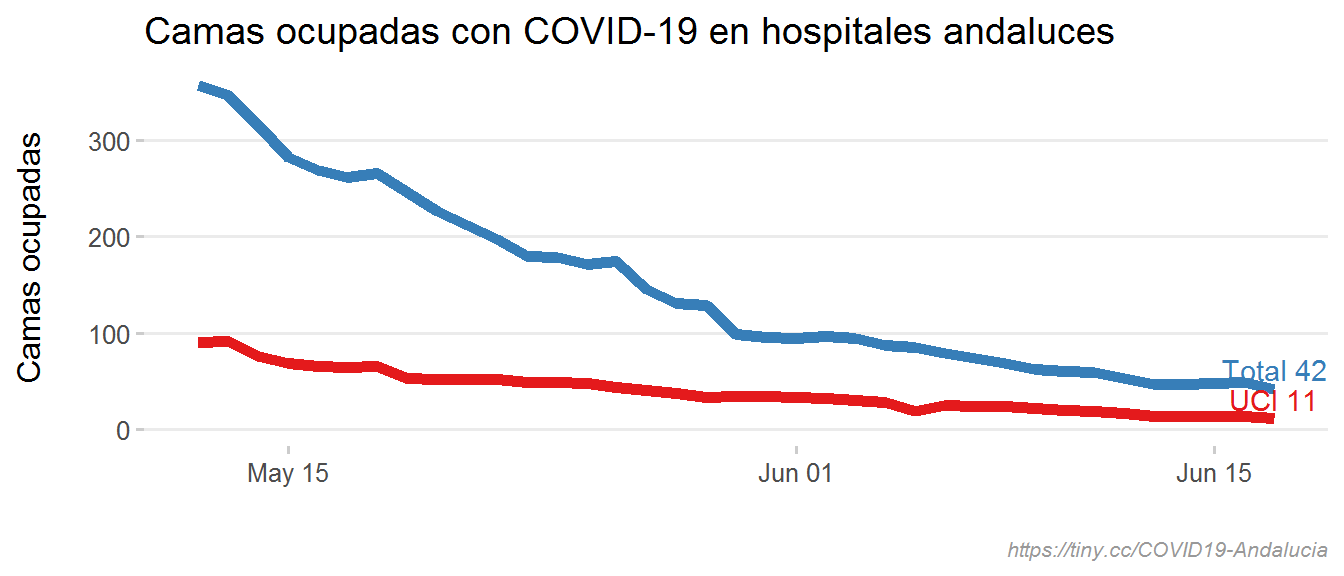 Camas ocupadas con COVID-19 en hospitales andaluces
Camas ocupadas
300
200
100
0
Total 42
UCI 11
May 15
Jun 01
Jun 15
https://tiny.cc/COVID19-Andalucia